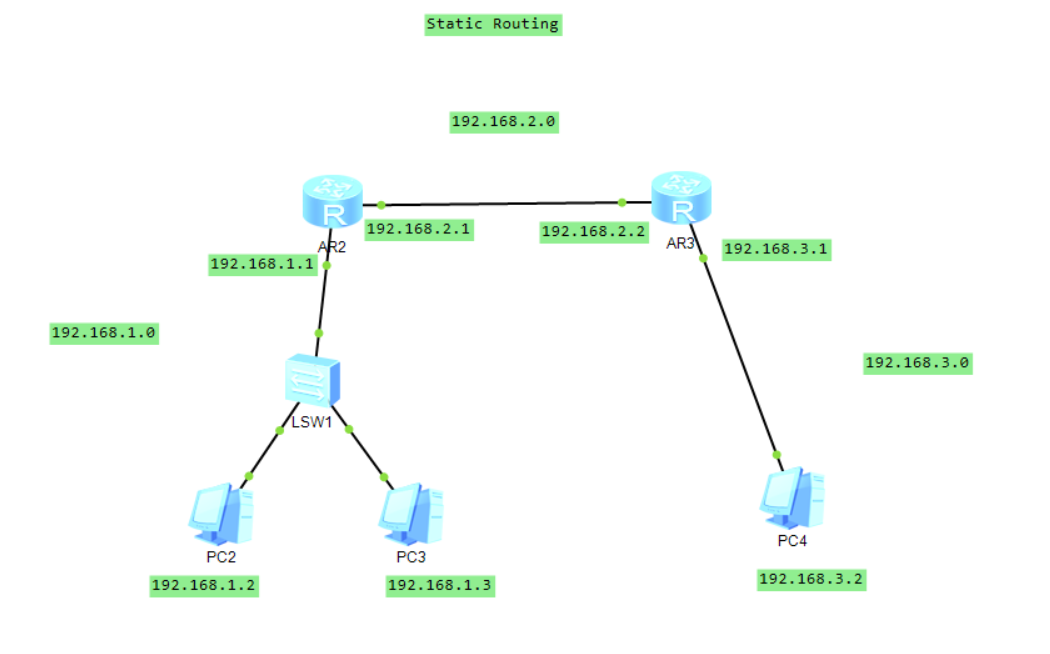 Static Routing
192.168.2.0
R
R
192.168.2.1
192.168.2.2
AR2
AR3
192.168.3.1
192.168.1.1
192.168.1.0
192.168.3.0
LSW1
PC2
PC3
PC4
192.168.1.2
192.168.1.3
192.168.3.2